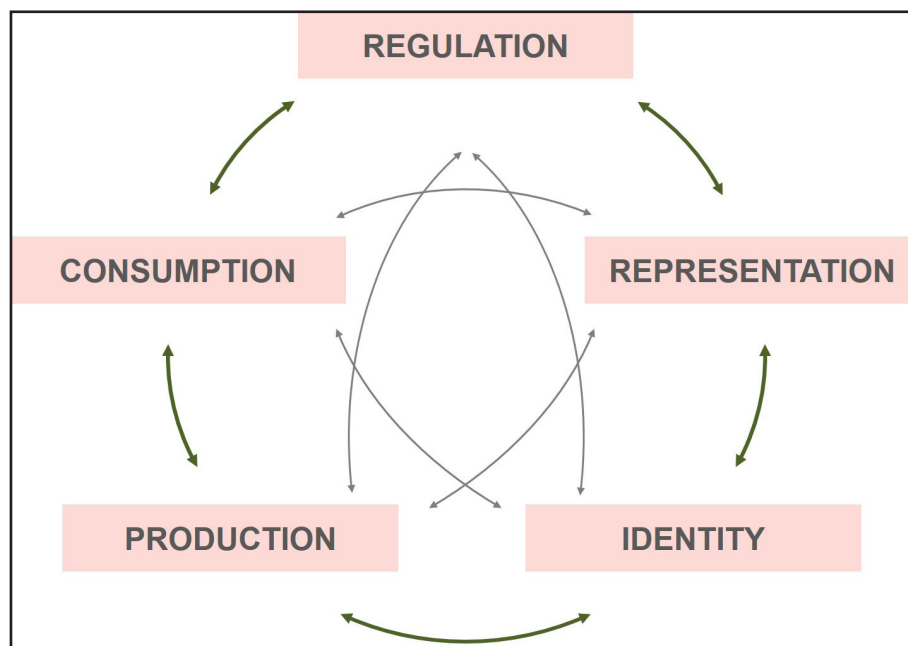 REGULATION
CONSUMPTION
REPRESENTATION
PRODUCTION
IDENTITY